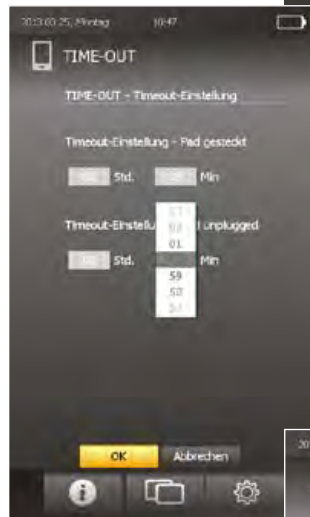 2013.03.25, Montag 10:47
TIME-OUT
TIME-OUT - Timeout-Einstellung
Timeout-Einstellung - Pad gesteckt
Std. Min
Timeout-Einstellu unplugged
01
Std. Min
59
58
OK Abbrechen
20